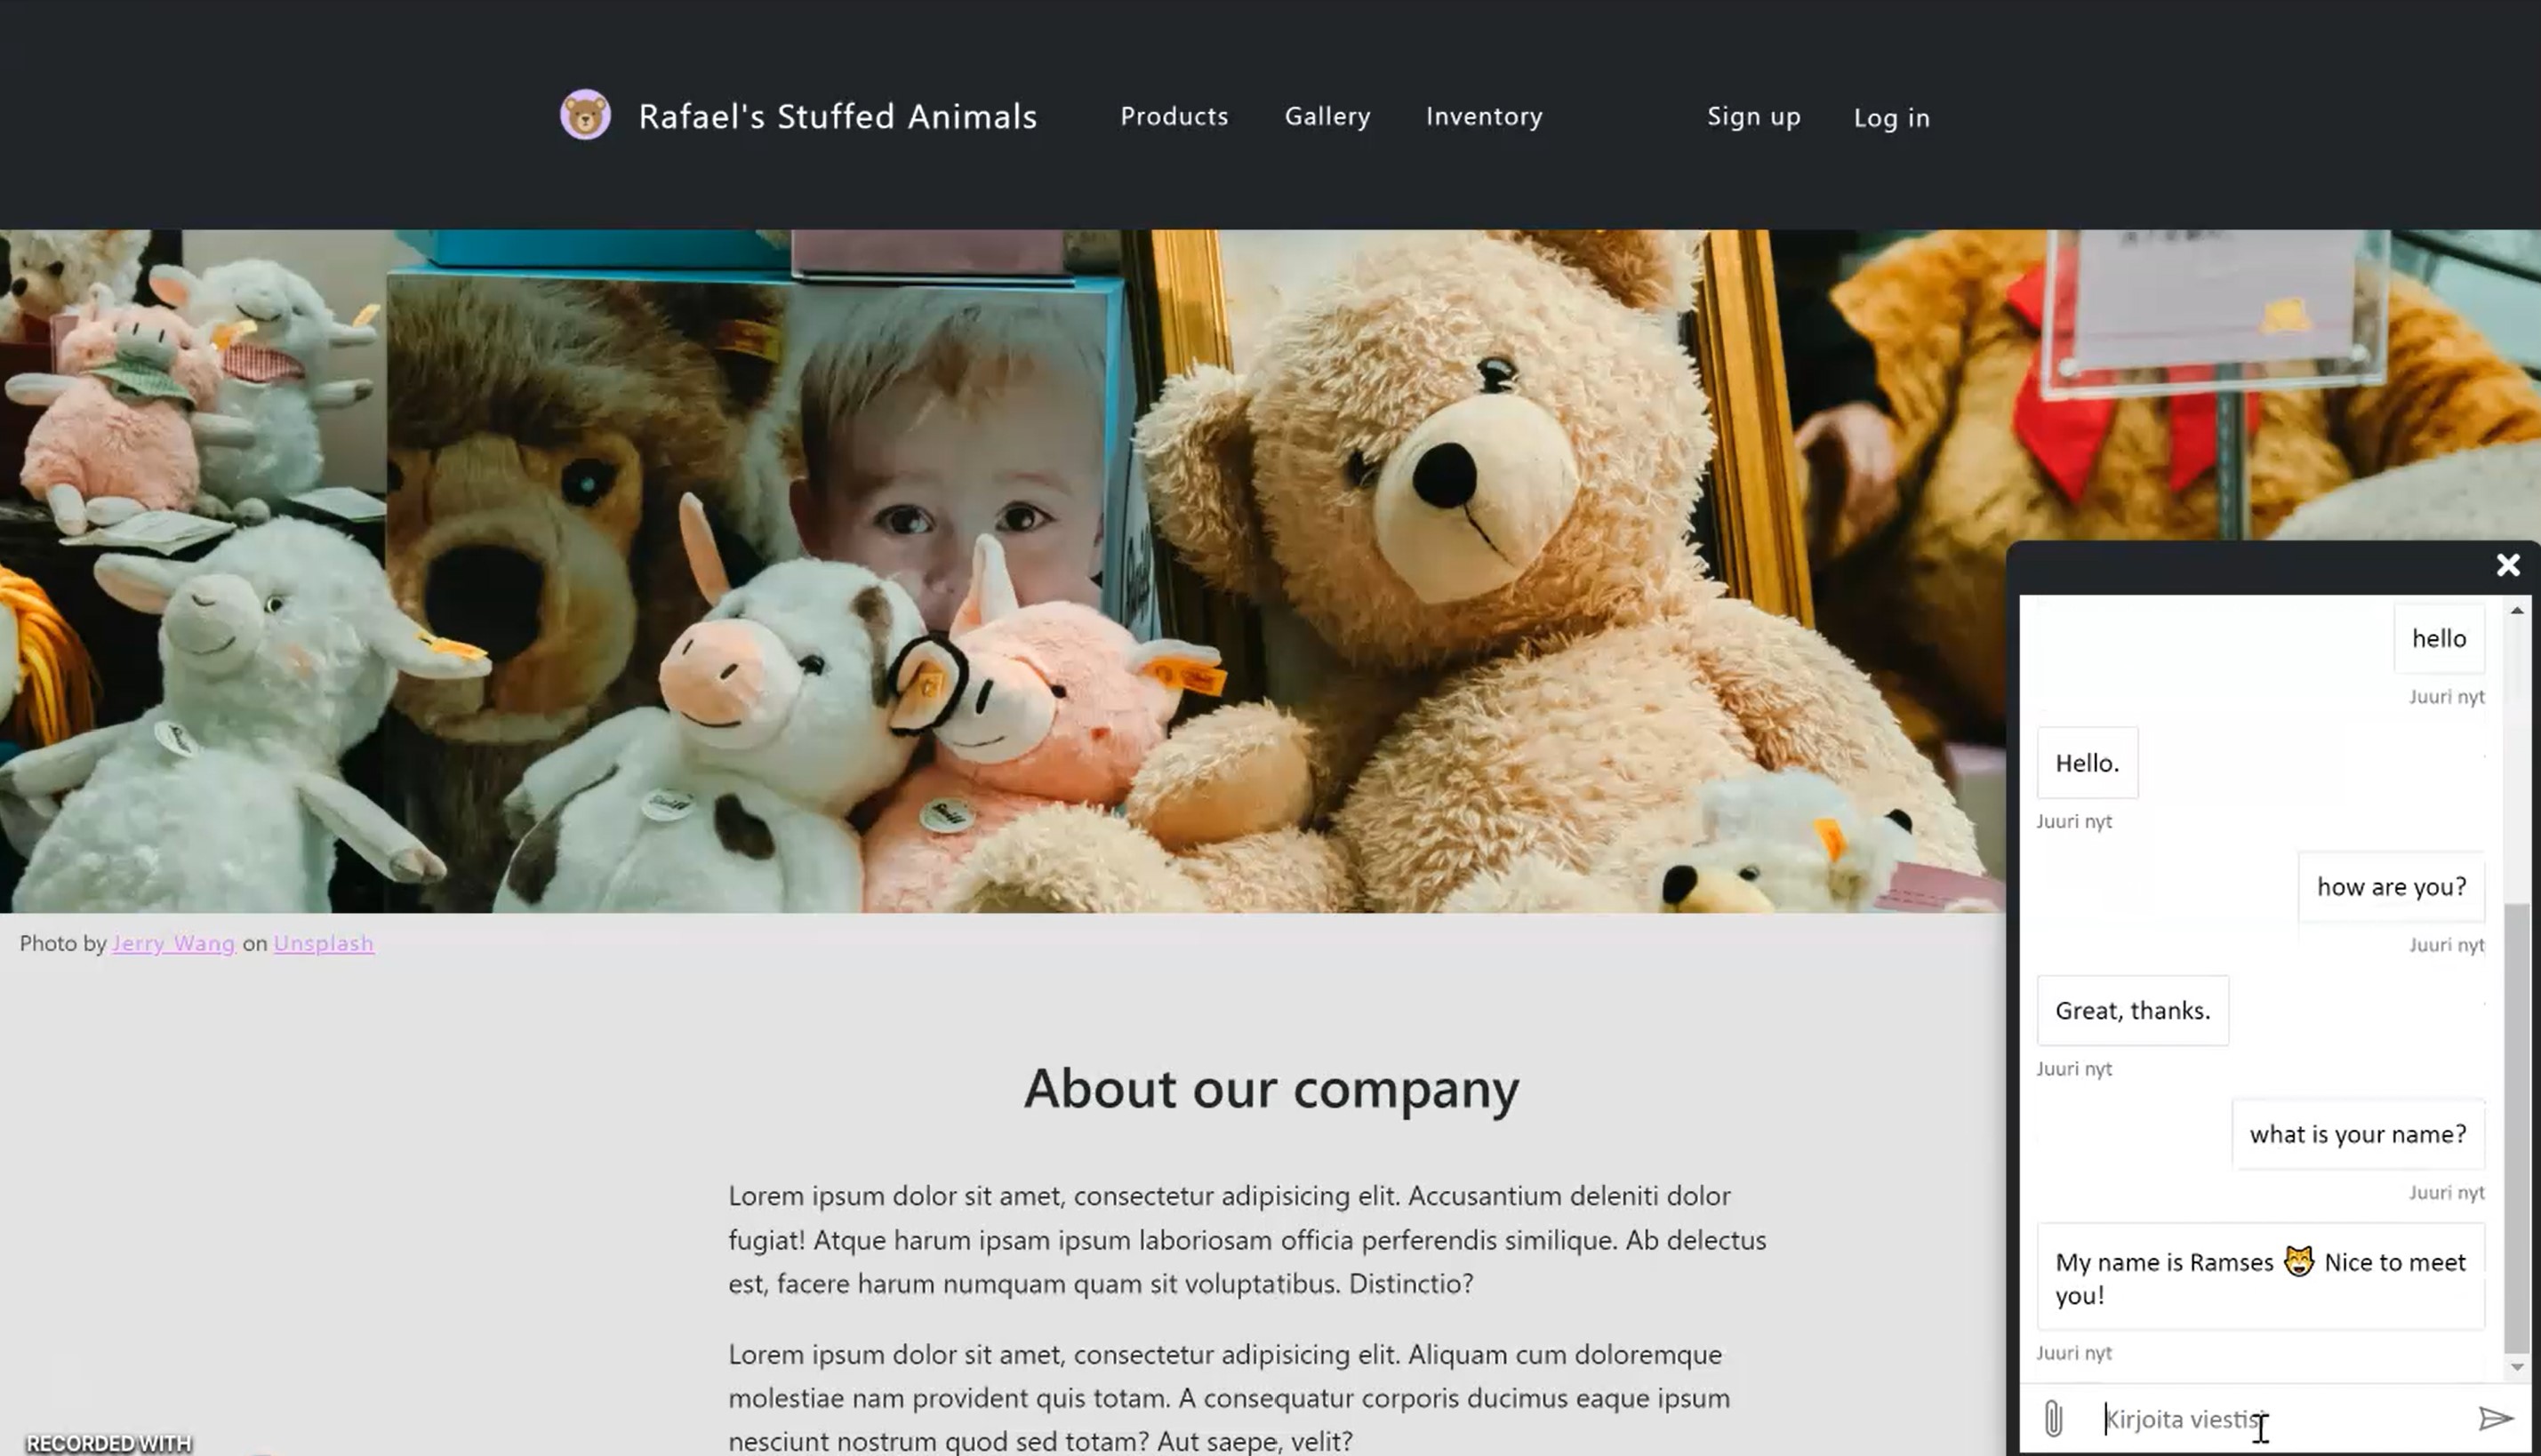 Rafael's Stuffed Animals
Products
Gallery
Inventory
Sign up
Log in
Steiff
Steiff
Photo by Jerry Wang on Unsplash
About our company
Lorem ipsum dolor sit amet, consectetur adipisicing elit. Accusantium deleniti dolor
fugiat! Atque harum ipsam ipsum laboriosam officia perferendis similique. Ab delectus
est, facere harum numquam quam sit voluptatibus. Distinctio?
Lorem ipsum dolor sit amet, consectetur adipisicing elit. Aliquam cum doloremque
molestiae nam provident quis totam. A consequatur corporis ducimus eaque ipsum
nesciunt nostrum quod sed totam? Aut saepe, velit?
RECORDED WITH
hello
Juuri nyt
Hello.
Juuri nyt
how are you?
Juuri nyt
Great, thanks.
Juuri nyt
what is your name?
Juuri nyt
My name is Ramses 😸 Nice to meet
you!
Juuri nyt
Kirjoita viestisi